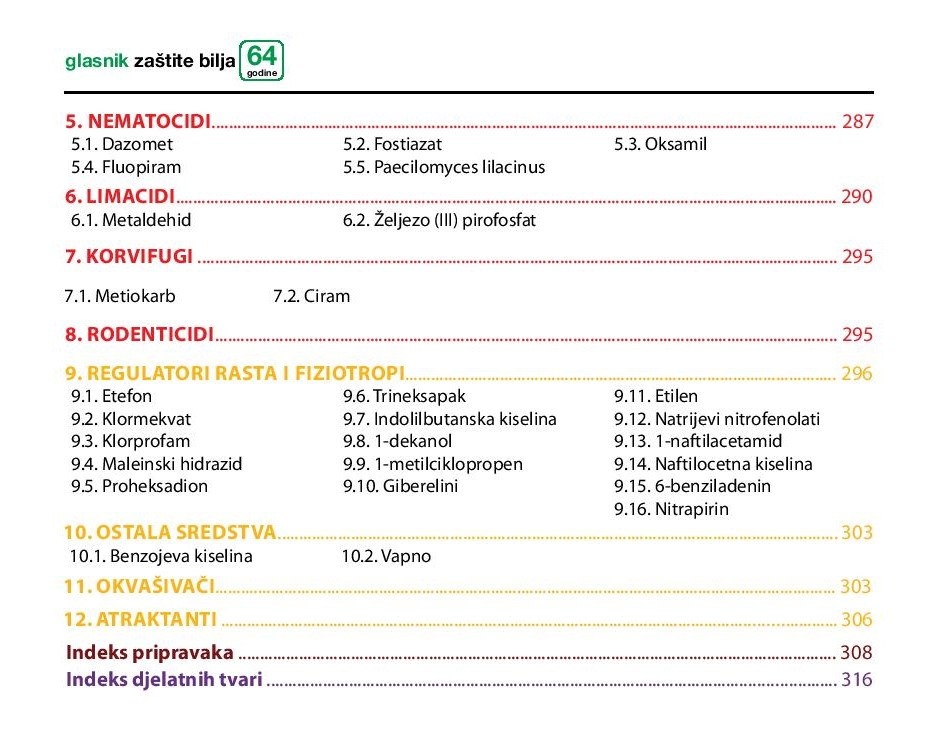 glasnik zaštite bilja 64 godine
5. NEMATOCIDI 287
5.1. Dazomet 5.2. Fostiazat 5.3. Oksamil
5.4. Fluopiram 5.5. Paecilomyces lilacinus
6. LIMACIDI 290
6.1. Metaldehid 6.2. Željezo (III) pirofosfat
7. KORVIFUGI 295
7.1. Metiokarb 7.2. Ciram
8. RODENTICIDI 295
9. REGULATORI RASTA I FIZIOTROPI 296
9.1. Etefon 9.6. Trineksapak 9.11. Etilen
9.2. Klormekvat 9.7. Indolilbutanska kiselina 9.12. Natrijevi nitrofenolati
9.3. Klorprofam 9.8. 1-dekanol 9.13. 1-naftilacetamid
9.4. Maleinski hidrazid 9.9. 1-metilciklopropen 9.14. Naftilocetna kiselina
9.5. Proheksadion 9.10. Giberelini 9.15. 6-benziladenin
9.16. Nitrapirin
10. OSTALA SREDSTVA 303
10.1. Benzojeva kiselina 10.2. Vapno
11. OKVAŠIVAČI 303
12. ATRAKTANTI 306
Indeks pripravaka 308
Indeks djelatnih tvari 316